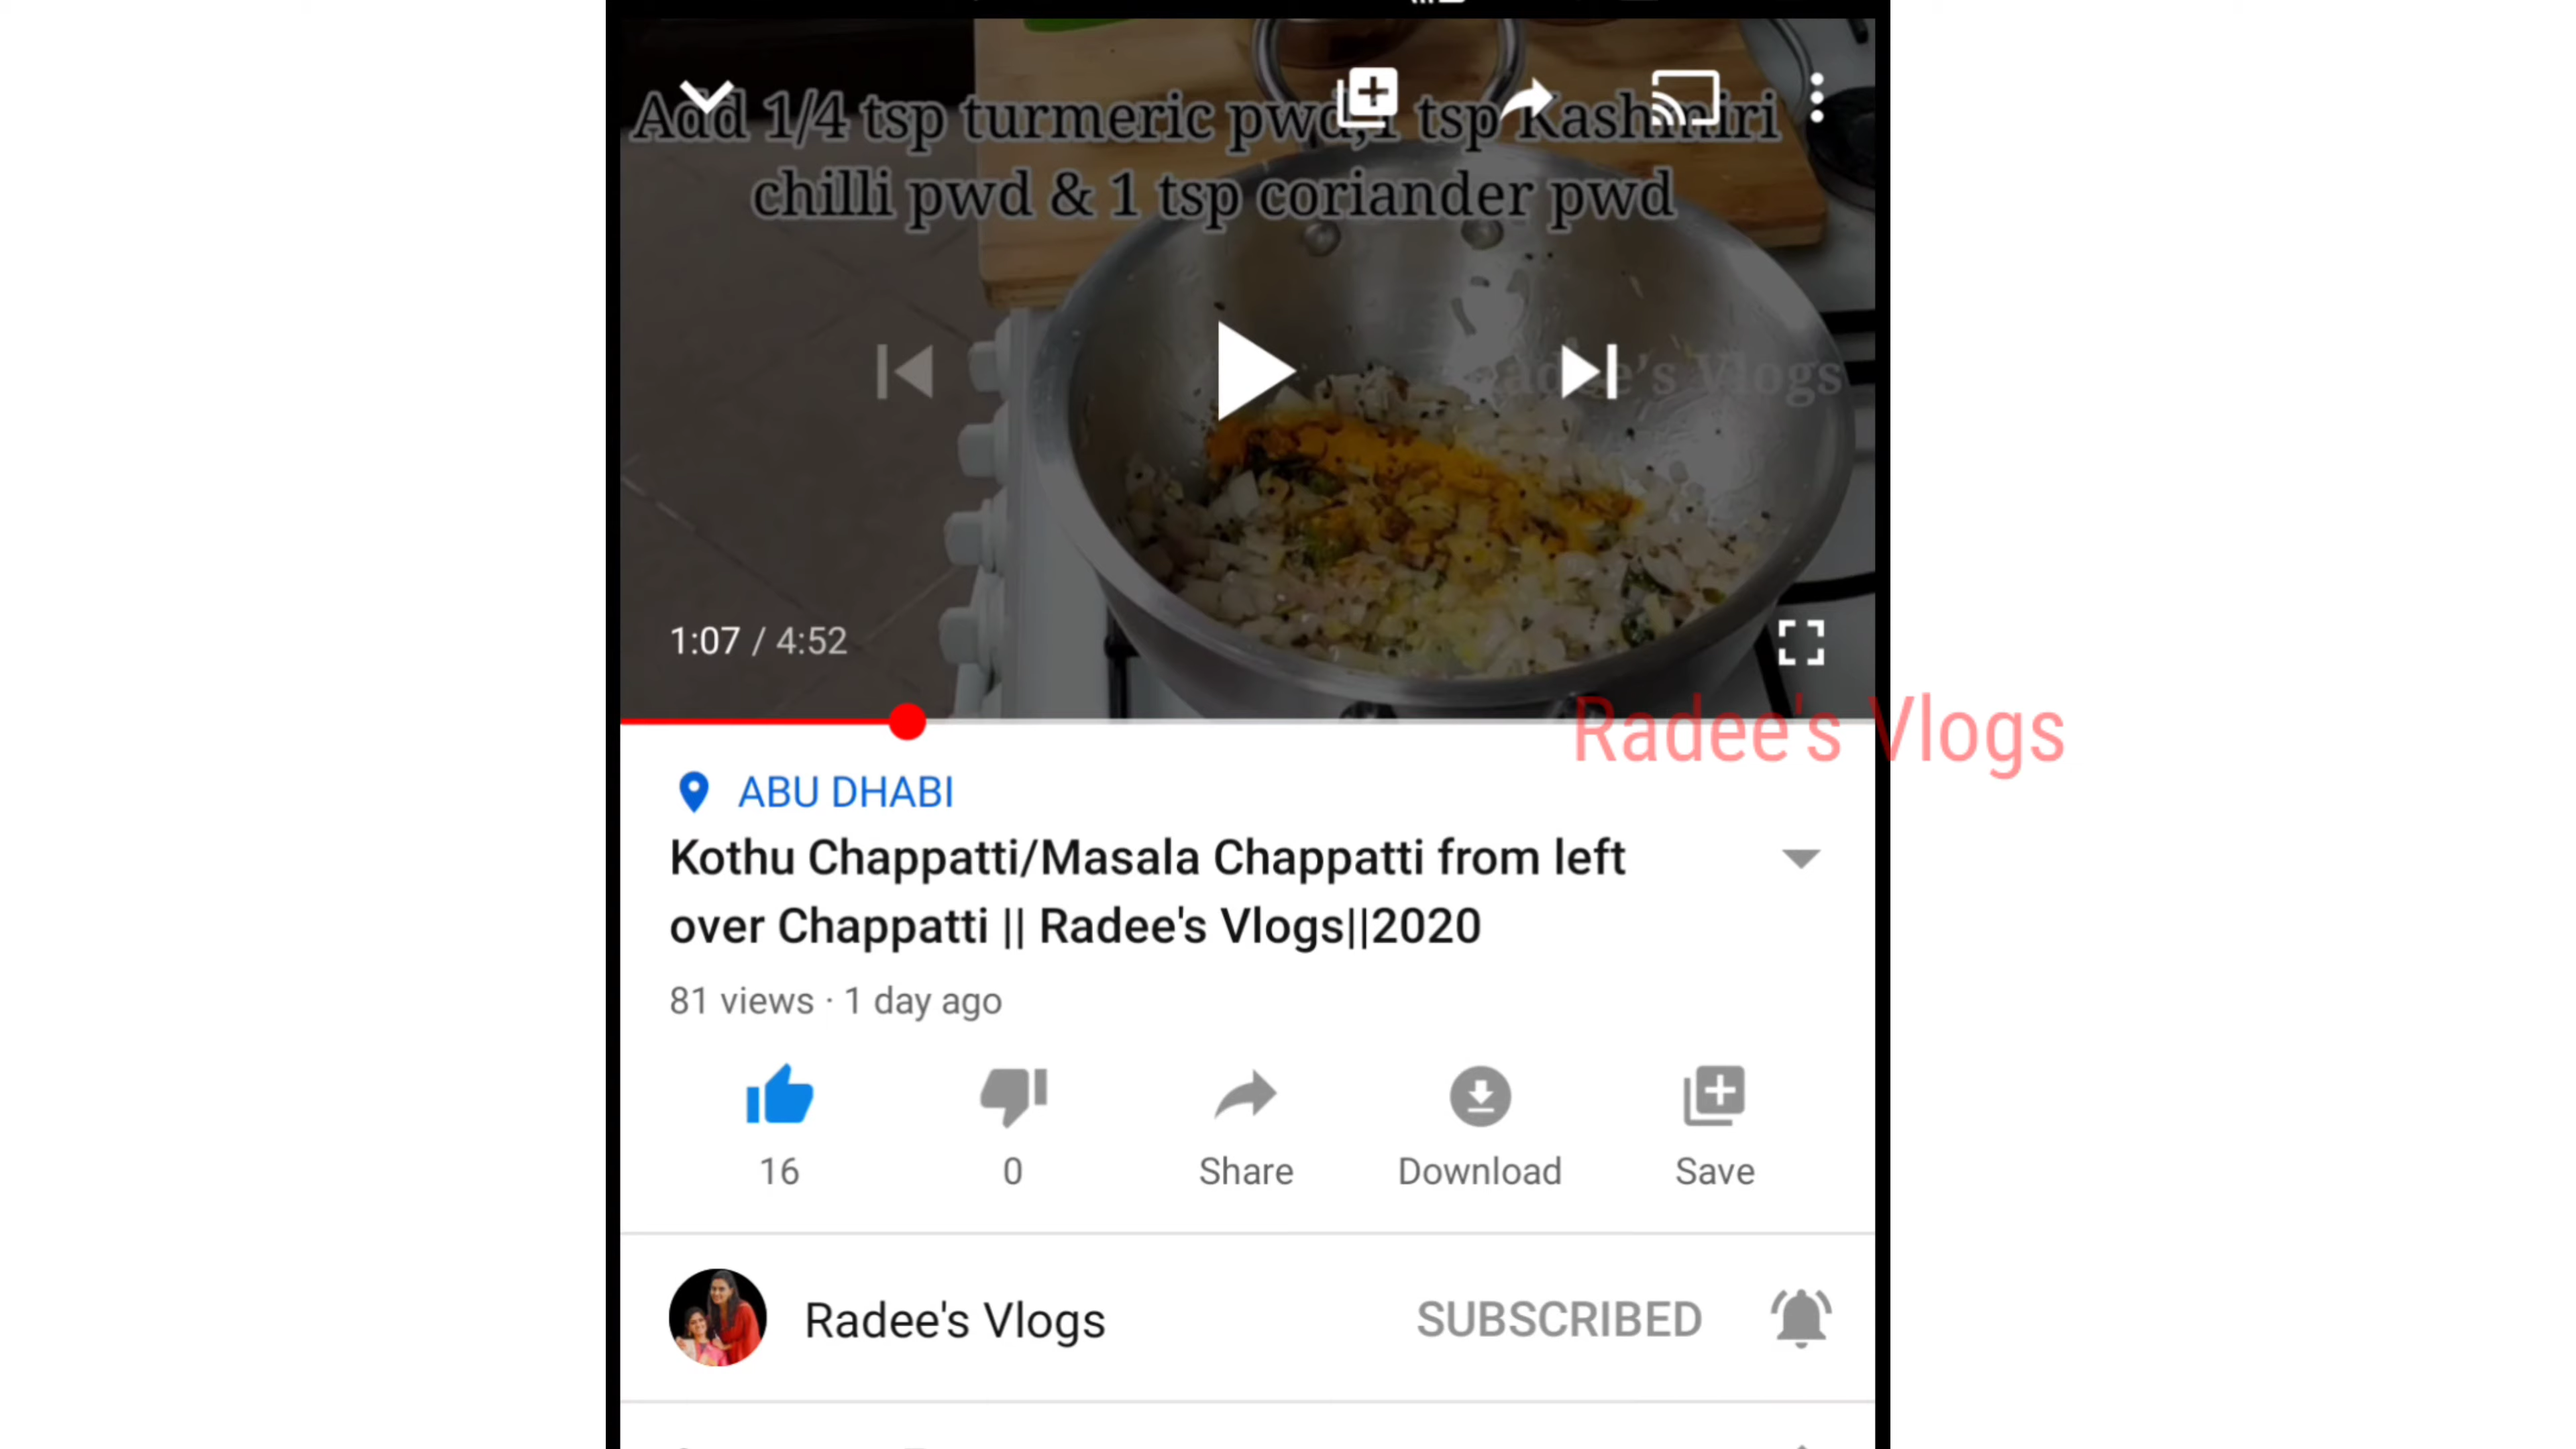 Add 1/4 tsp turmeric pwd,1 tsp Kashmiri
chilli pwd & 1 tsp coriander pwd
Radee's Vlogs
1:07 / 4:52
Radee's Vlogs
ABU DHABI
Kothu Chappatti/Masala Chappatti from left
over Chappatti || Radee's Vlogs||2020
81 views · 1 day ago
16
0
Share
Download
Save
Radee's Vlogs
SUBSCRIBED